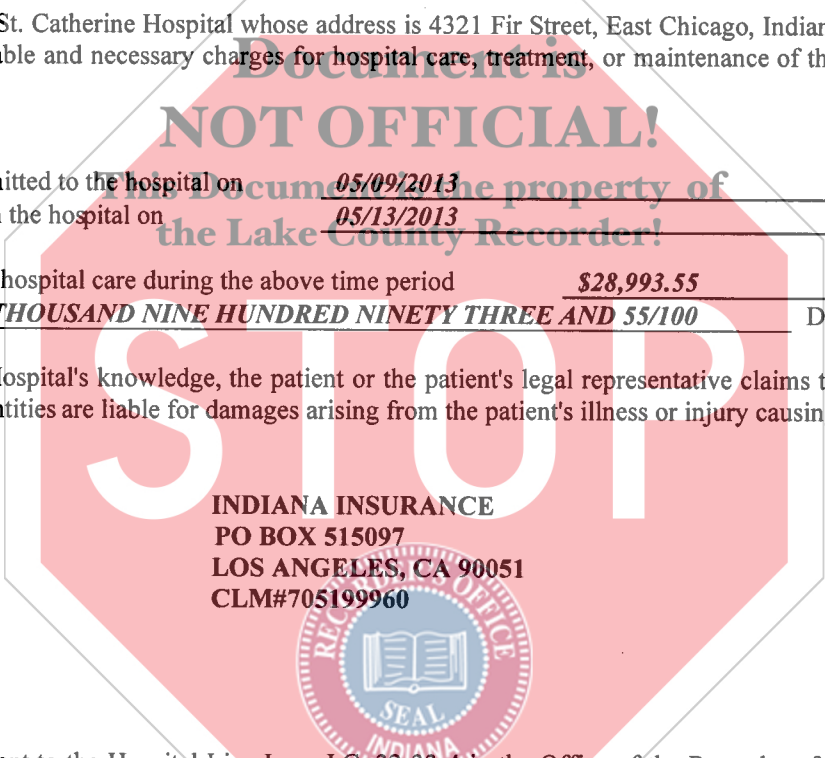 St. Catherine Hospital whose address is 4321 Fir Street, East Chicago, Indian
able and necessary charges for hospital care, treatment, or maintenance of th
Document is
NOT OFFICIAL!
This Document is the property of
the Lake County Recorder!
itted to the hospital on 05/09/2013
the hospital on 05/13/2013
hospital care during the above time period $28,993.55
THOUSAND NINE HUNDRED NINETY THREE AND 55/100 D
Hospital's knowledge, the patient or the patient's legal representative claims t
ntities are liable for damages arising from the patient's illness or injury causin
STOP
INDIANA INSURANCE
PO BOX 515097
LOS ANGELES, CA 90051
CLM#705199960
RECORDER'S OFFICE
SEAL
INDIANA